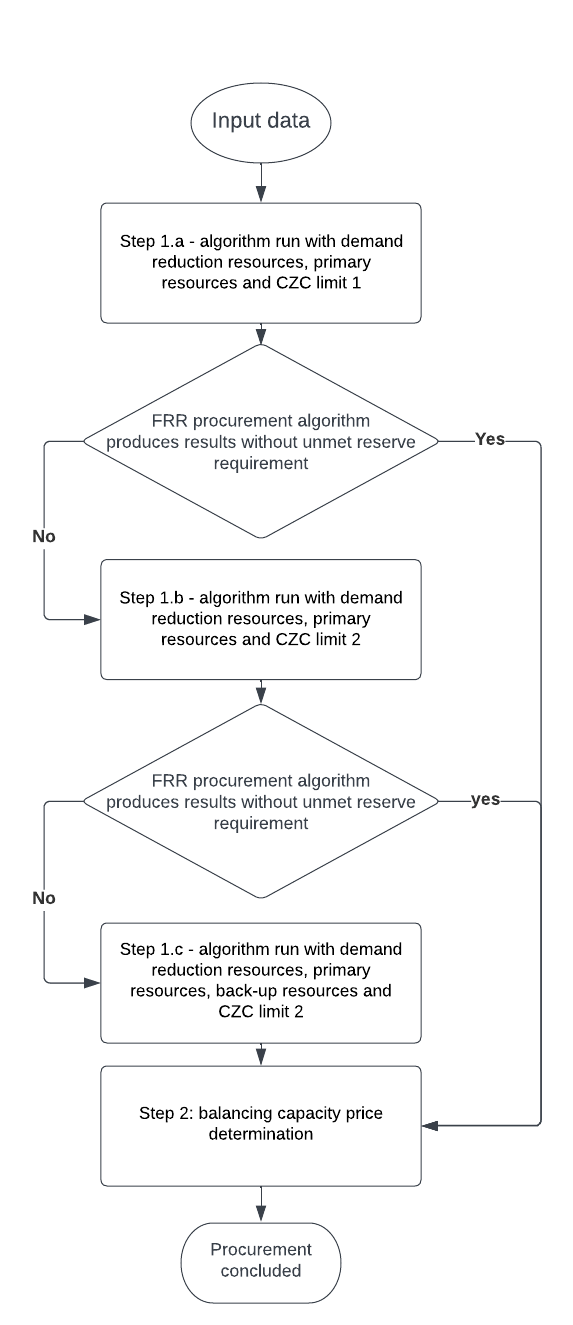 Input data
Step 1.a - algorithm run with demand
reduction resources, primary
resources and CZC limit 1
FRR procurement algorithm
produces results without unmet reserve
requirement
Yes
No
Step 1.b - algorithm run with demand
reduction resources, primary
resources and CZC limit 2
FRR procurement algorithm
produces results without unmet reserve
requirement
yes
No
Step 1.c - algorithm run with demand
reduction resources, primary
resources, back-up resources and
CZC limit 2
Step 2: balancing capacity price
determination
Procurement
concluded